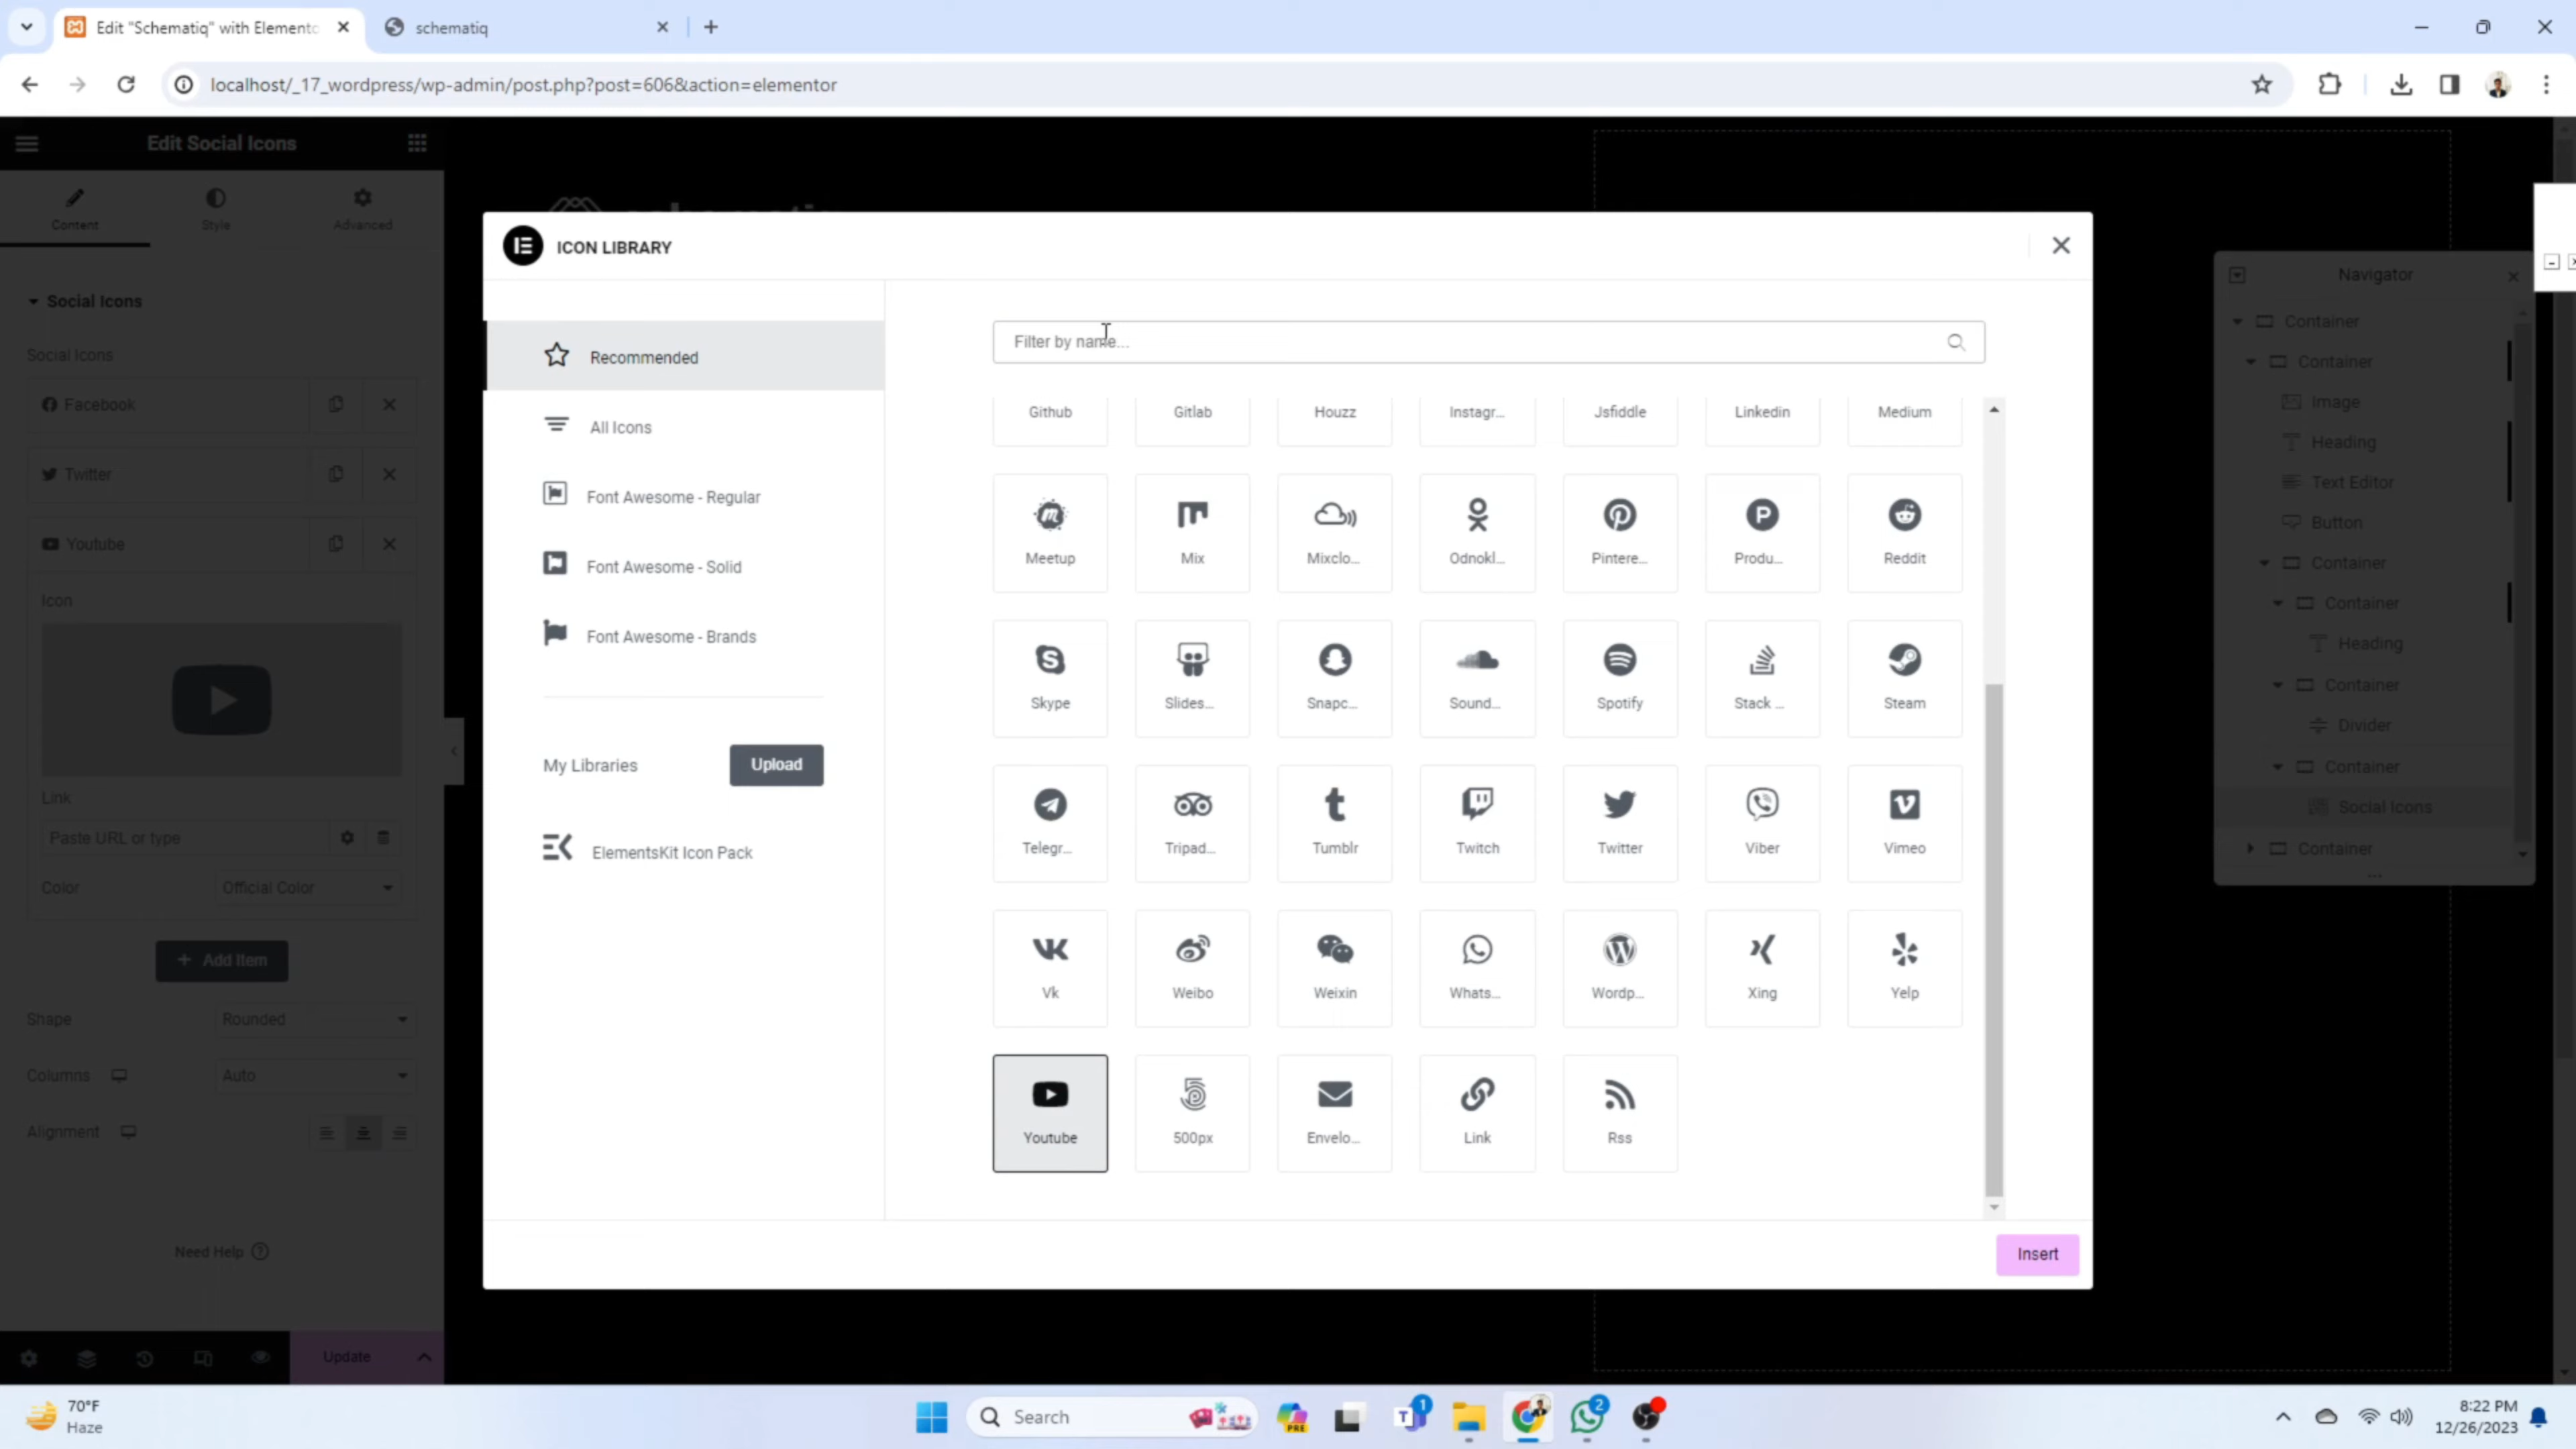 Edit "Schematiq" with Elemento
schematiq
localhost/_17_wordpress/wp-admin/post.php?post=606&action=elementor
Edit Social Icons
Content
Style
Advanced
Social Icons
Social Icons
Facebook
Twitter
Youtube
Icon
Link
Paste URL or type
Color
Official Color
+ Add Item
Shape
Rounded
Columns
Auto
Alignment
Need Help ?
Update
ICON LIBRARY
Recommended
All Icons
Font Awesome - Regular
Font Awesome - Solid
Font Awesome - Brands
My Libraries
Upload
ElementsKit Icon Pack
Filter by name...
Github Gitlab Houzz Instagr... Jsfiddle Linkedin Medium
Meetup Mix Mixclo... Odnokl... Pintere... Produ... Reddit
Skype Slides... Snapc... Sound... Spotify Stack ... Steam
Telegr... Tripad... Tumblr Twitch Twitter Viber Vimeo
Vk Weibo Weixin Whats... Wordp... Xing Yelp
Youtube 500px Envelo... Link Rss
Insert
Navigator
Container
Container
Image
Heading
Text Editor
Button
Container
Container
Heading
Container
Divider
Container
Social Icons
Container
70°F
Haze
Search
PRE
1
2
8:22 PM
12/26/2023